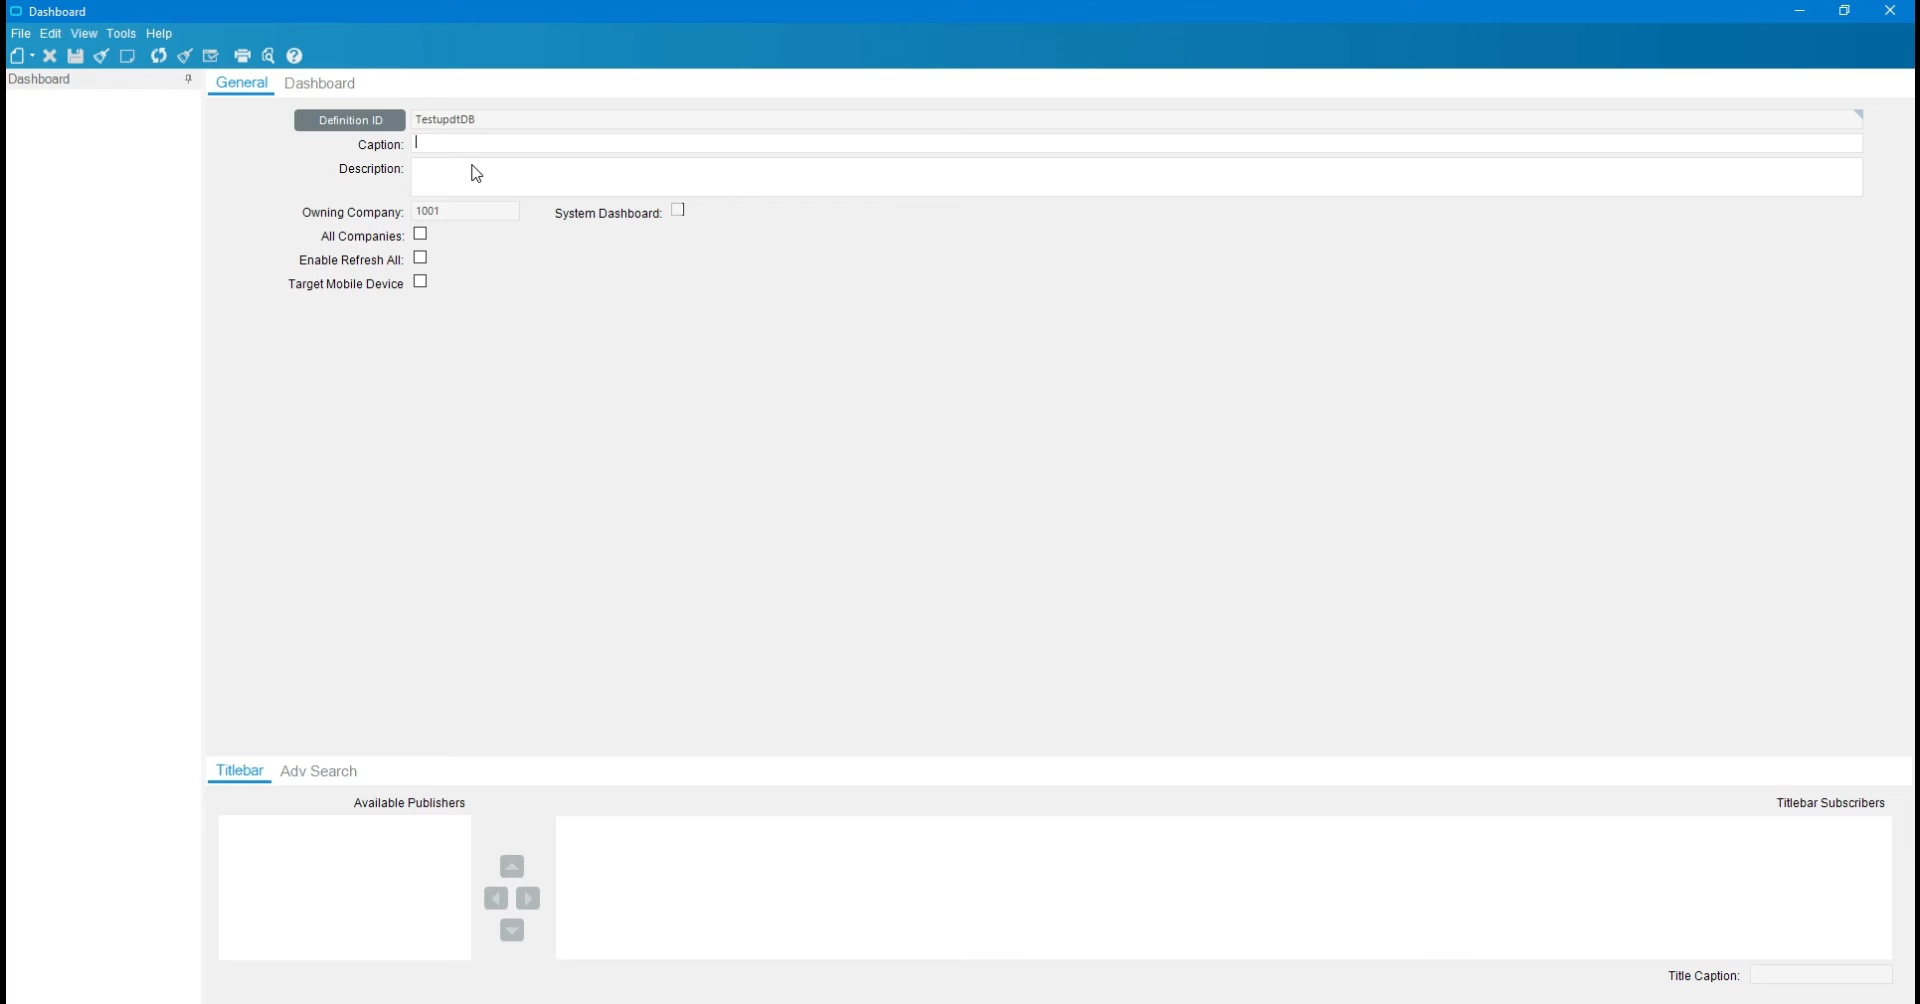 Dashboard
File Edit View Tools Help
Dashboard
General Dashboard
Definition ID TestupdtDB
Caption:
Description:
Owning Company: 1001 System Dashboard:
All Companies:
Enable Refresh All:
Target Mobile Device
Titlebar Adv Search
Available Publishers Titlebar Subscribers
Title Caption: